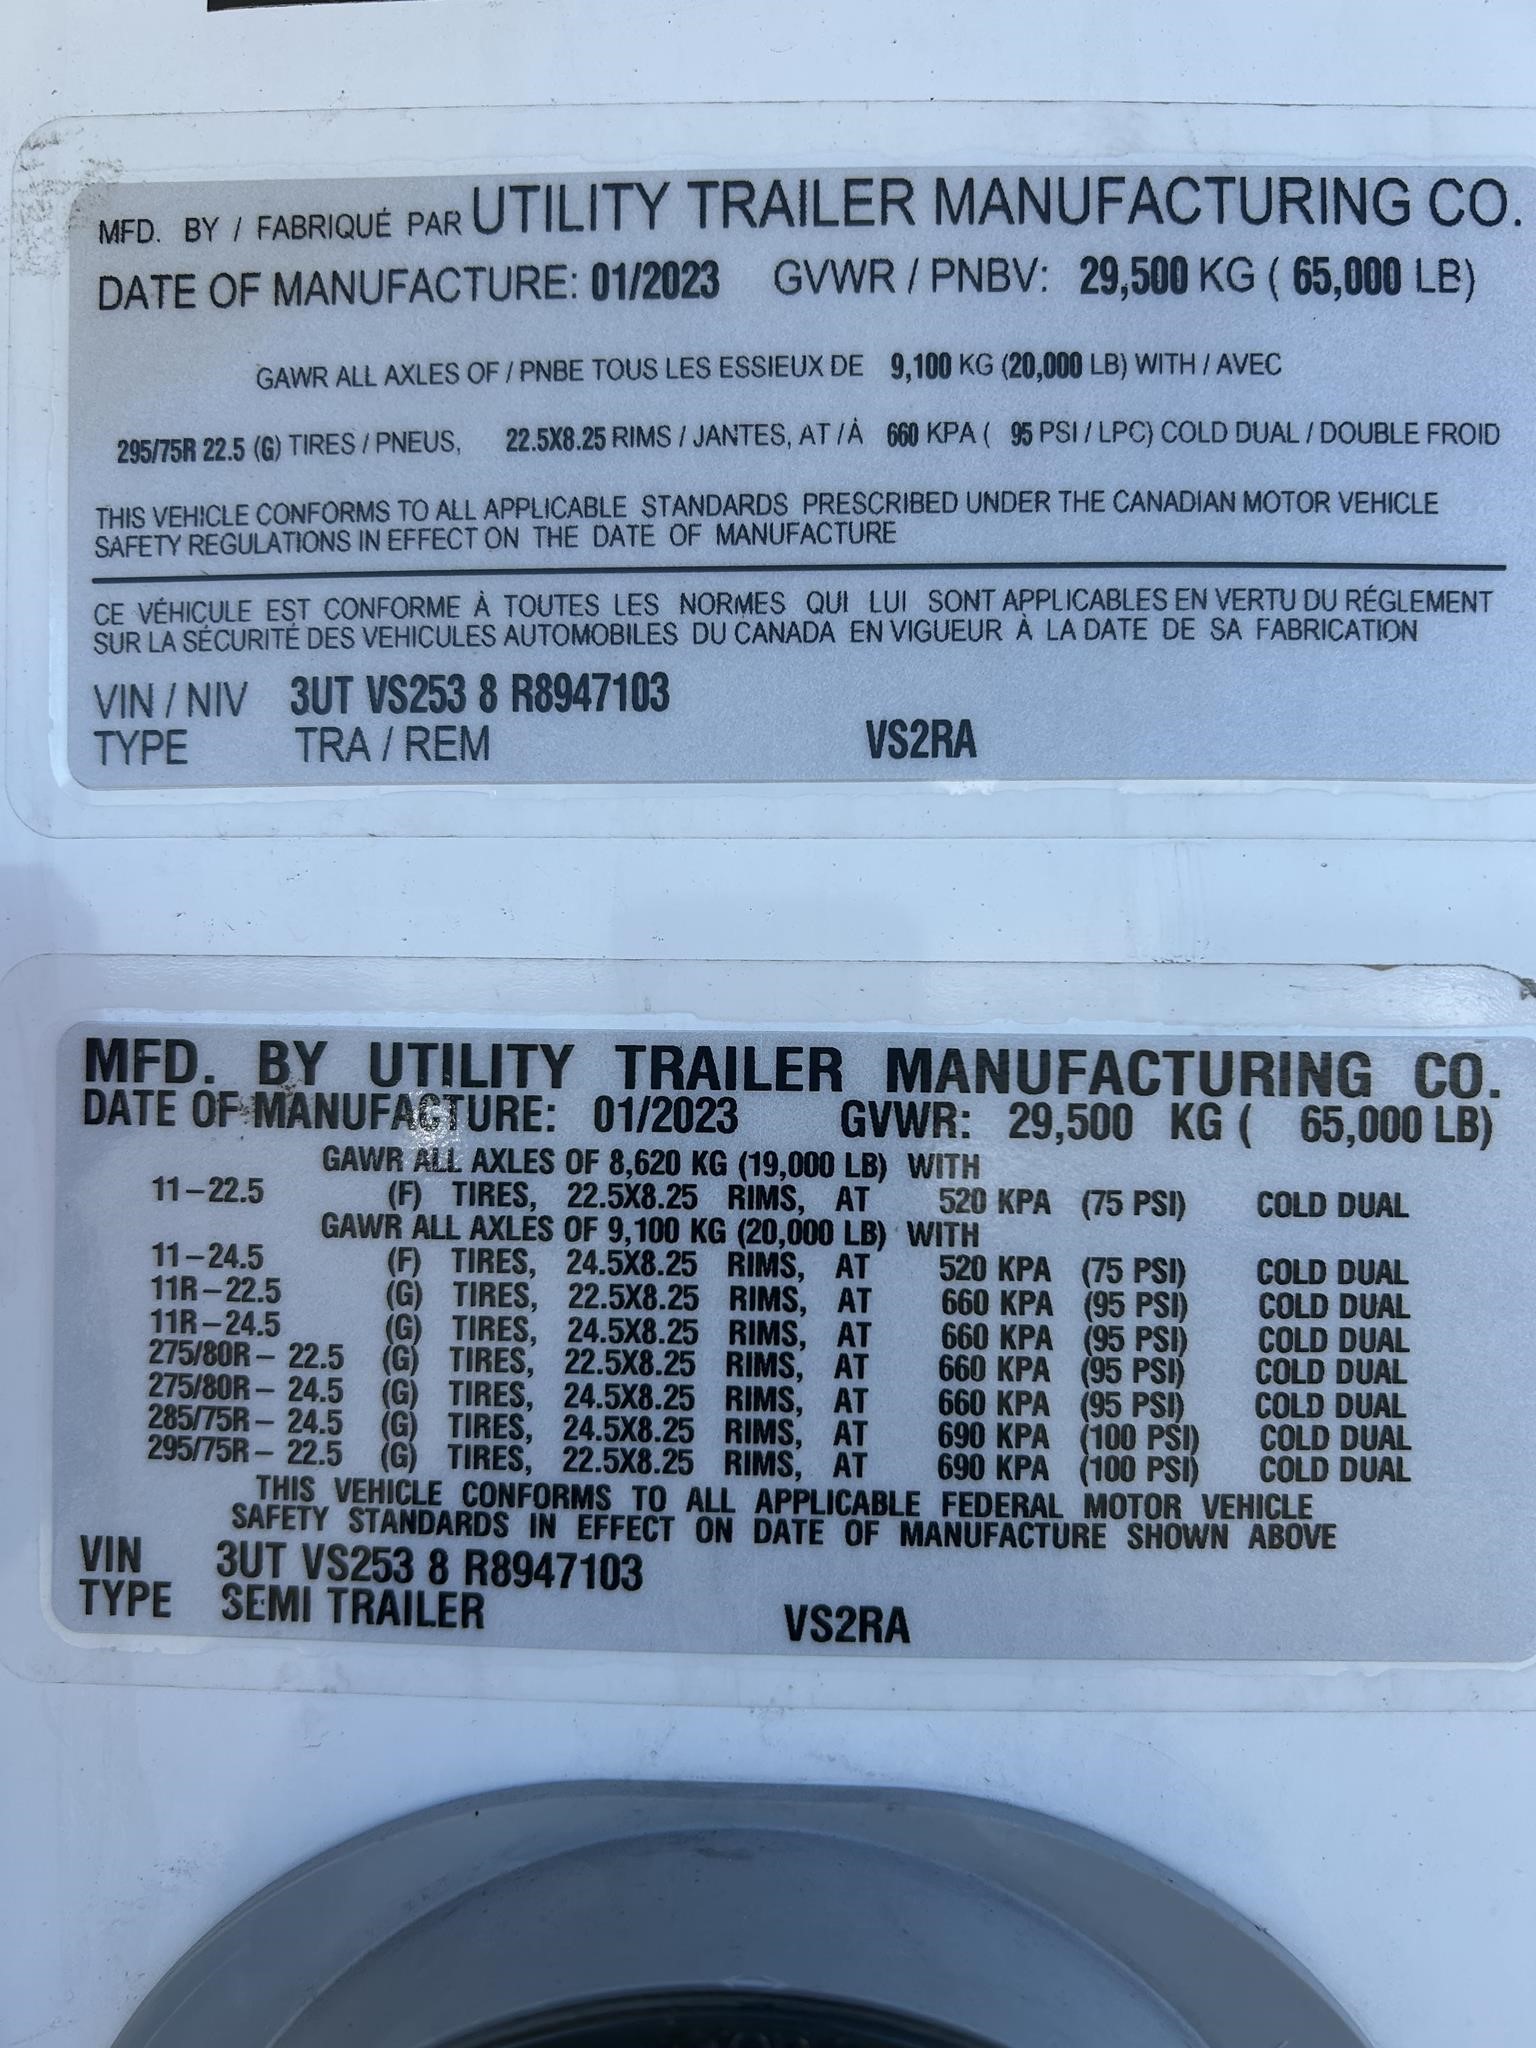 MFD. BY / FABRIQUÉ PAR UTILITY TRAILER MANUFACTURING CO.
DATE OF MANUFACTURE: 01/2023 GVWR / PNBV: 29,500 KG ( 65,000 LB)
GAWR ALL AXLES OF / PNBE TOUS LES ESSIEUX DE 9,100 KG (20,000 LB) WITH / AVEC
295/75R 22.5 (G) TIRES / PNEUS, 22.5X8.25 RIMS / JANTES, AT / À 660 KPA ( 95 PSI / LPC) COLD DUAL / DOUBLE FROID
THIS VEHICLE CONFORMS TO ALL APPLICABLE STANDARDS PRESCRIBED UNDER THE CANADIAN MOTOR VEHICLE
SAFETY REGULATIONS IN EFFECT ON THE DATE OF MANUFACTURE
CE VÉHICULE EST CONFORME À TOUTES LES NORMES QUI LUI SONT APPLICABLES EN VERTU DU RÉGLEMENT
SUR LA SÉCURITÉ DES VEHICULES AUTOMOBILES DU CANADA EN VIGUEUR À LA DATE DE SA FABRICATION
VIN / NIV 3UT VS253 8 R8947103
TYPE TRA / REM VS2RA
MFD. BY UTILITY TRAILER MANUFACTURING CO.
DATE OF MANUFACTURE: 01/2023 GVWR: 29,500 KG ( 65,000 LB)
GAWR ALL AXLES OF 8,620 KG (19,000 LB) WITH
11-22.5 (F) TIRES, 22.5X8.25 RIMS, AT 520 KPA (75 PSI) COLD DUAL
GAWR ALL AXLES OF 9,100 KG (20,000 LB) WITH
11-24.5 (F) TIRES, 24.5X8.25 RIMS, AT 520 KPA (75 PSI) COLD DUAL
11R-22.5 (G) TIRES, 22.5X8.25 RIMS, AT 660 KPA (95 PSI) COLD DUAL
11R-24.5 (G) TIRES, 24.5X8.25 RIMS, AT 660 KPA (95 PSI) COLD DUAL
275/80R- 22.5 (G) TIRES, 22.5X8.25 RIMS, AT 660 KPA (95 PSI) COLD DUAL
275/80R- 24.5 (G) TIRES, 24.5X8.25 RIMS, AT 660 KPA (95 PSI) COLD DUAL
285/75R- 24.5 (G) TIRES, 24.5X8.25 RIMS, AT 690 KPA (100 PSI) COLD DUAL
295/75R- 22.5 (G) TIRES, 22.5X8.25 RIMS, AT 690 KPA (100 PSI) COLD DUAL
THIS VEHICLE CONFORMS TO ALL APPLICABLE FEDERAL MOTOR VEHICLE
SAFETY STANDARDS IN EFFECT ON DATE OF MANUFACTURE SHOWN ABOVE
VIN 3UT VS253 8 R8947103
TYPE SEMI TRAILER VS2RA